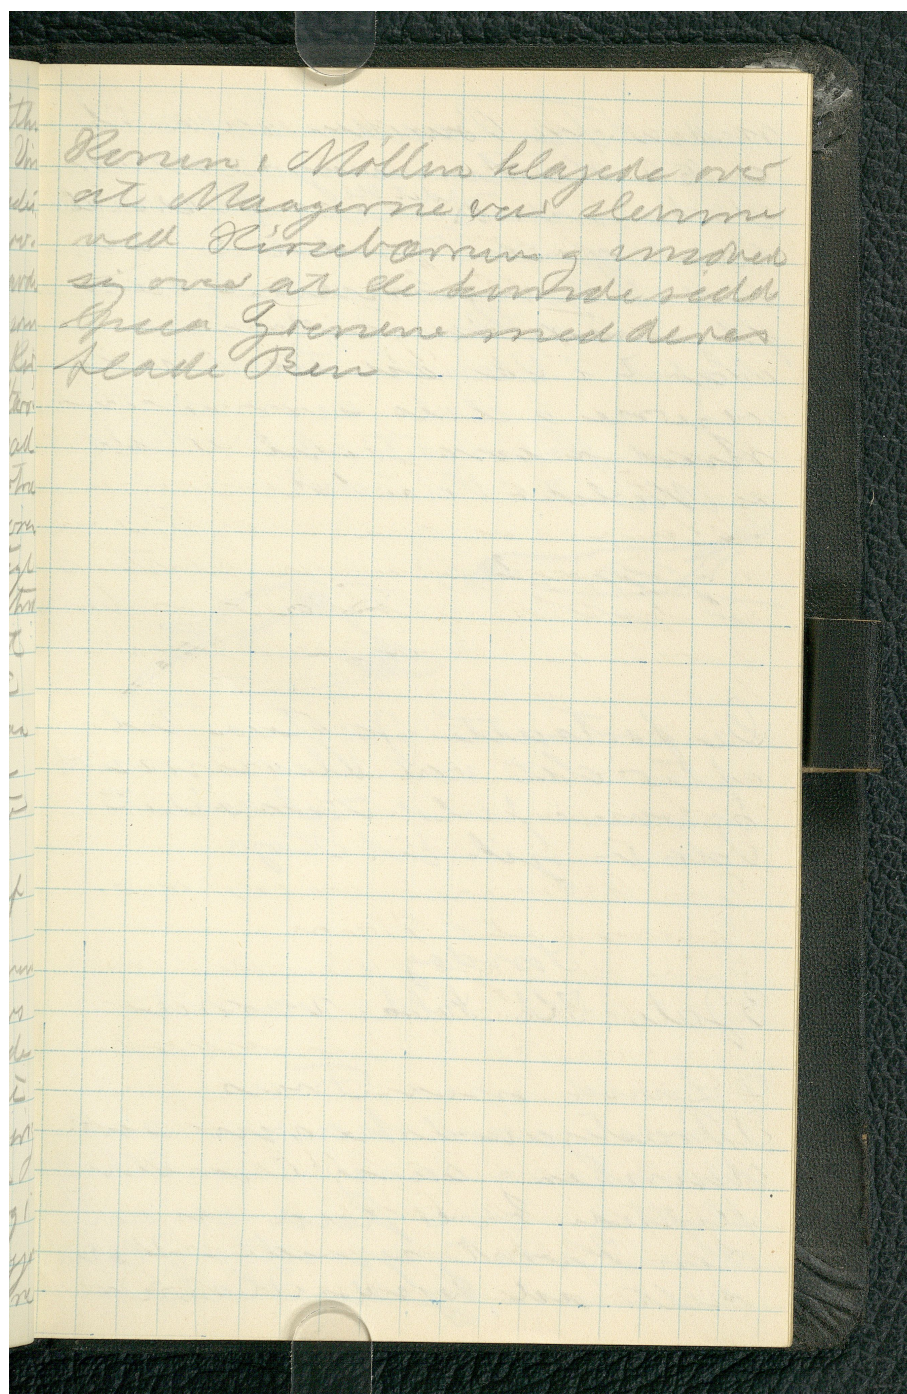 Konen i Møllen klagede over
at Maagerne var slemme
ved Kirsebærrene og undred
sig over at de kunde sidde
paa Grenene med deres
flade Ben